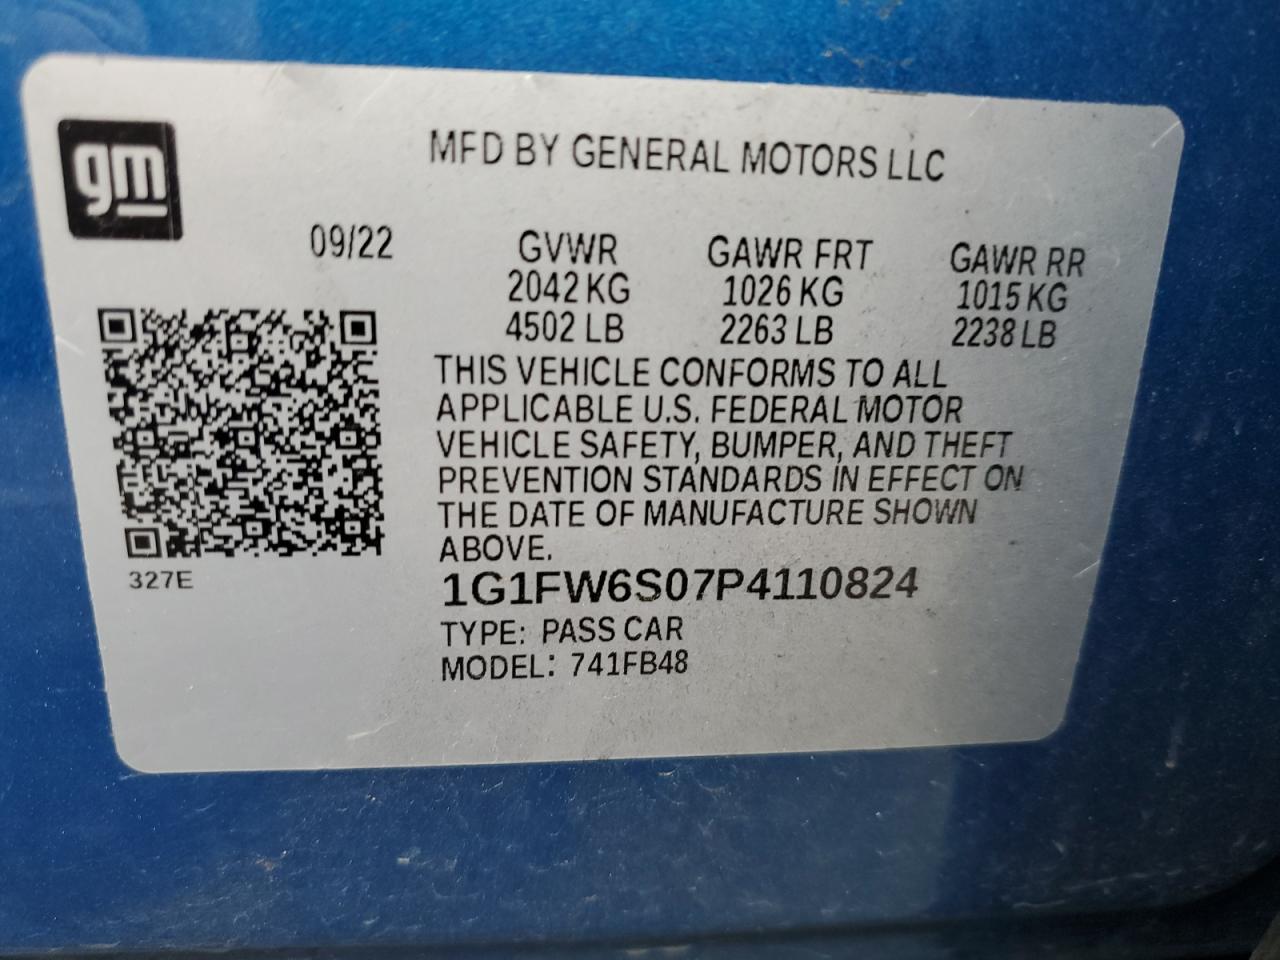 gm
MFD BY GENERAL MOTORS LLC
09/22
GVWR GAWR FRT GAWR RR
2042 KG 1026 KG 1015 KG
4502 LB 2263 LB 2238 LB
THIS VEHICLE CONFORMS TO ALL
APPLICABLE U.S. FEDERAL MOTOR
VEHICLE SAFETY, BUMPER, AND THEFT
PREVENTION STANDARDS IN EFFECT ON
THE DATE OF MANUFACTURE SHOWN
ABOVE.
327E
1G1FW6S07P4110824
TYPE: PASS CAR
MODEL: 741FB48